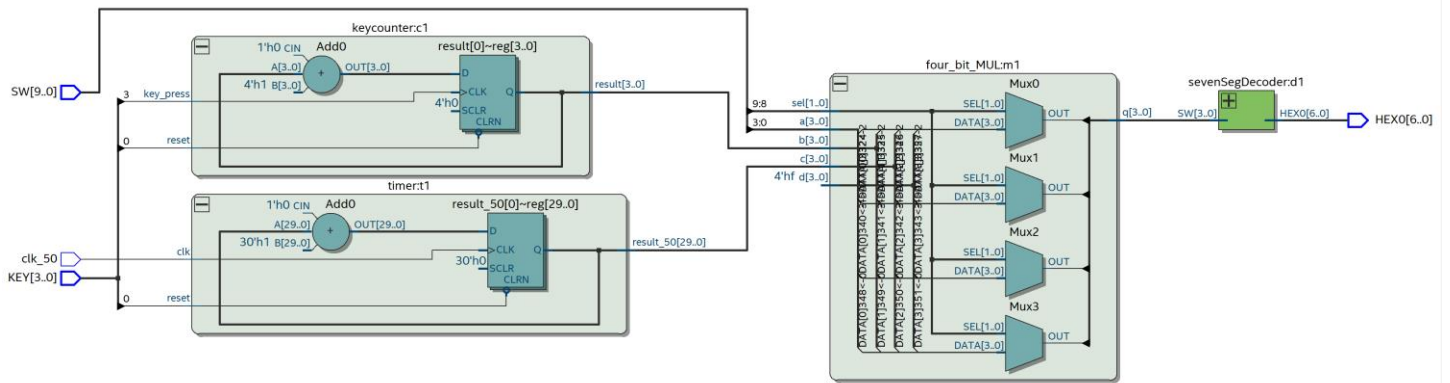 keycounter:c1
1'h0 CIN
Add0
A[3..0]
OUT[3..0]
4'h1 B[3..0]
result[0]~reg[3..0]
D
CLK
Q
4'h0
SCLR
CLRN
3 key_press
0 reset
result[3..0]
SW[9..0]
timer:t1
1'h0 CIN
Add0
A[29..0]
OUT[29..0]
30'h1 B[29..0]
result_50[0]~reg[29..0]
D
CLK
Q
30'h0
SCLR
CLRN
clk
0 reset
result_50[29..0]
clk_50
KEY[3..0]
four_bit_MUL:m1
9:8 sel[1..0]
3:0 a[3..0]
b[3..0]
c[3..0]
4'hf d[3..0]
Mux0
SEL[1..0]
OUT
DATA[3..0]
Mux1
SEL[1..0]
OUT
DATA[3..0]
Mux2
SEL[1..0]
OUT
DATA[3..0]
Mux3
SEL[1..0]
OUT
DATA[3..0]
q[3..0]
sevenSegDecoder:d1
SW[3..0]
HEX0[6..0]
HEX0[6..0]